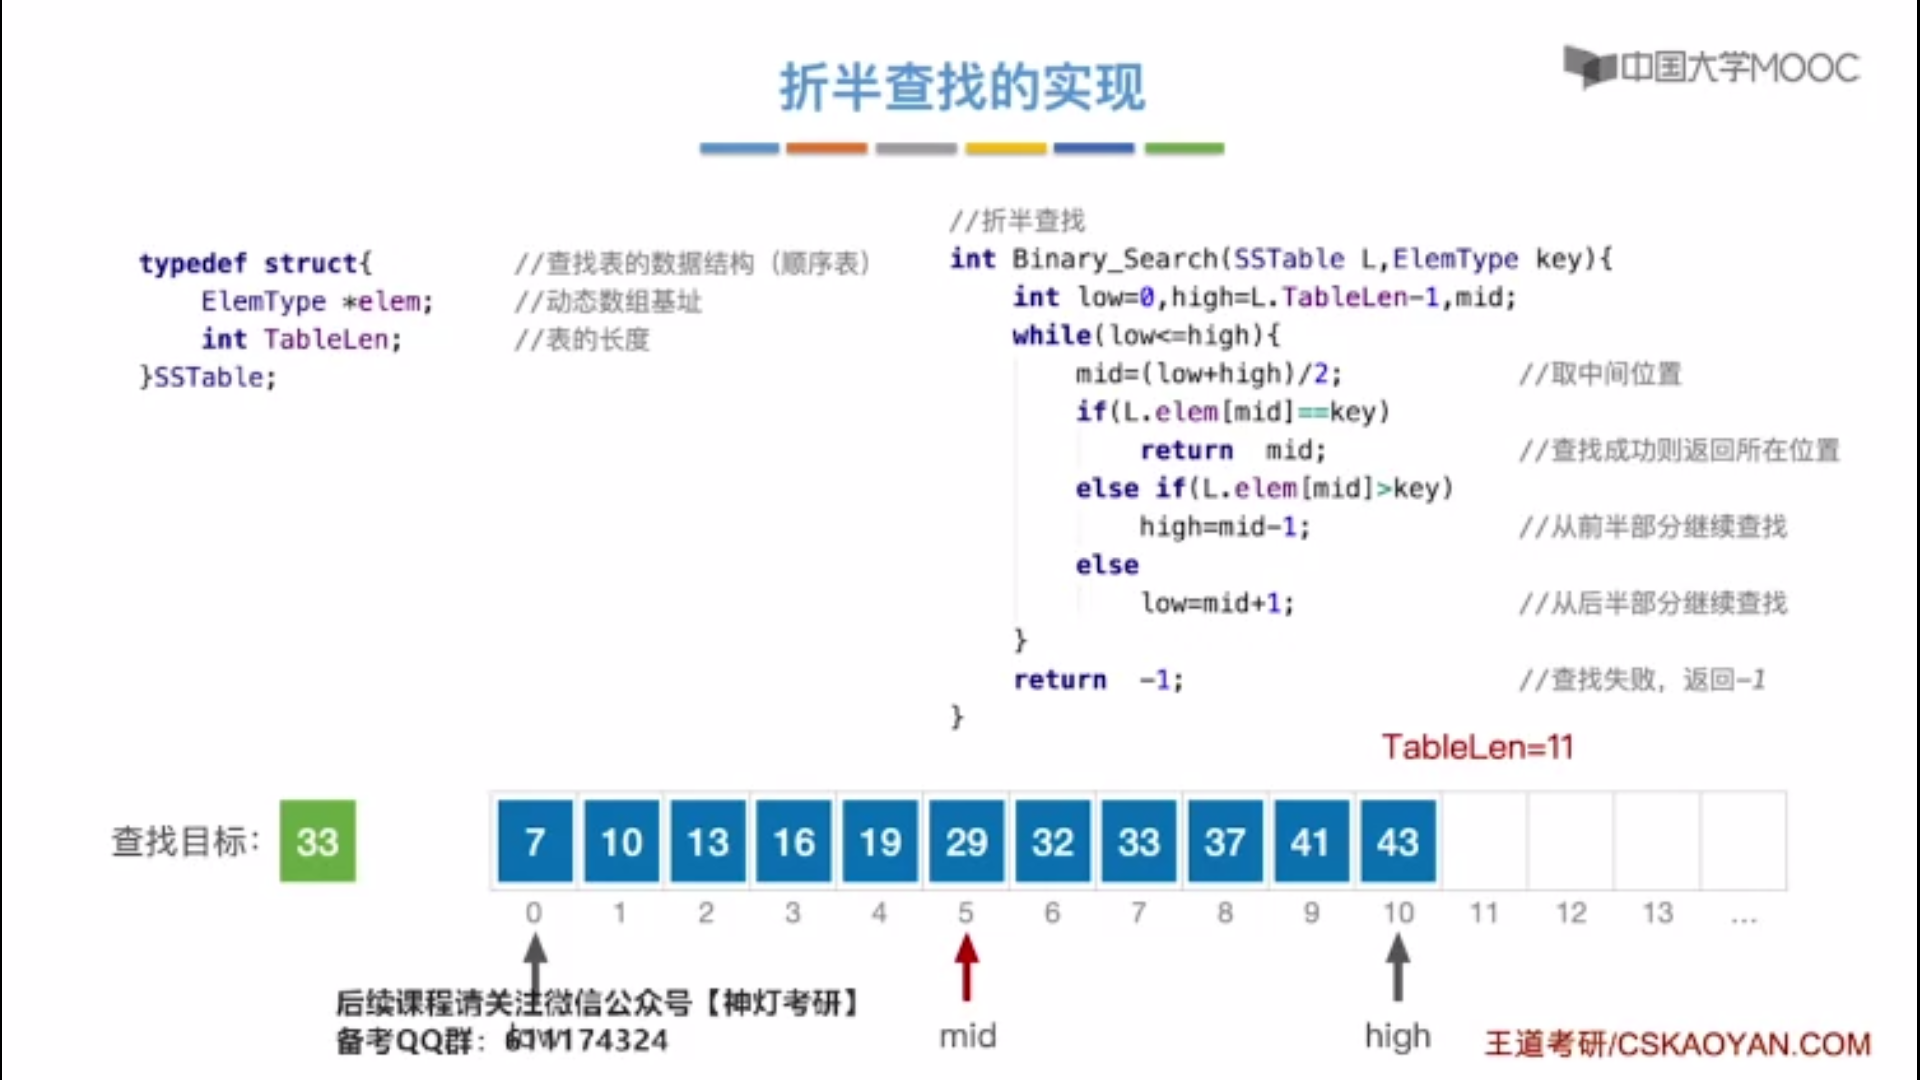 折半查找的实现
中国大学MOOC
typedef struct{ //查找表的数据结构（顺序表）
ElemType *elem; //动态数组基址
int TableLen; //表的长度
}SSTable;
//折半查找
int Binary_Search(SSTable L,ElemType key){
int low=0,high=L.TableLen-1,mid;
while(low<=high){
mid=(low+high)/2; //取中间位置
if(L.elem[mid]==key)
return mid; //查找成功则返回所在位置
else if(L.elem[mid]>key)
high=mid-1; //从前半部分继续查找
else
low=mid+1; //从后半部分继续查找
}
return -1; //查找失败，返回-1
}
TableLen=11
查找目标： 33 7 10 13 16 19 29 32 33 37 41 43
0 1 2 3 4 5 6 7 8 9 10 11 12 13 ...
后续课程请关注微信公众号【神灯考研】
备考QQ群：
mid high
王道考研/CSKAOYAN.COM